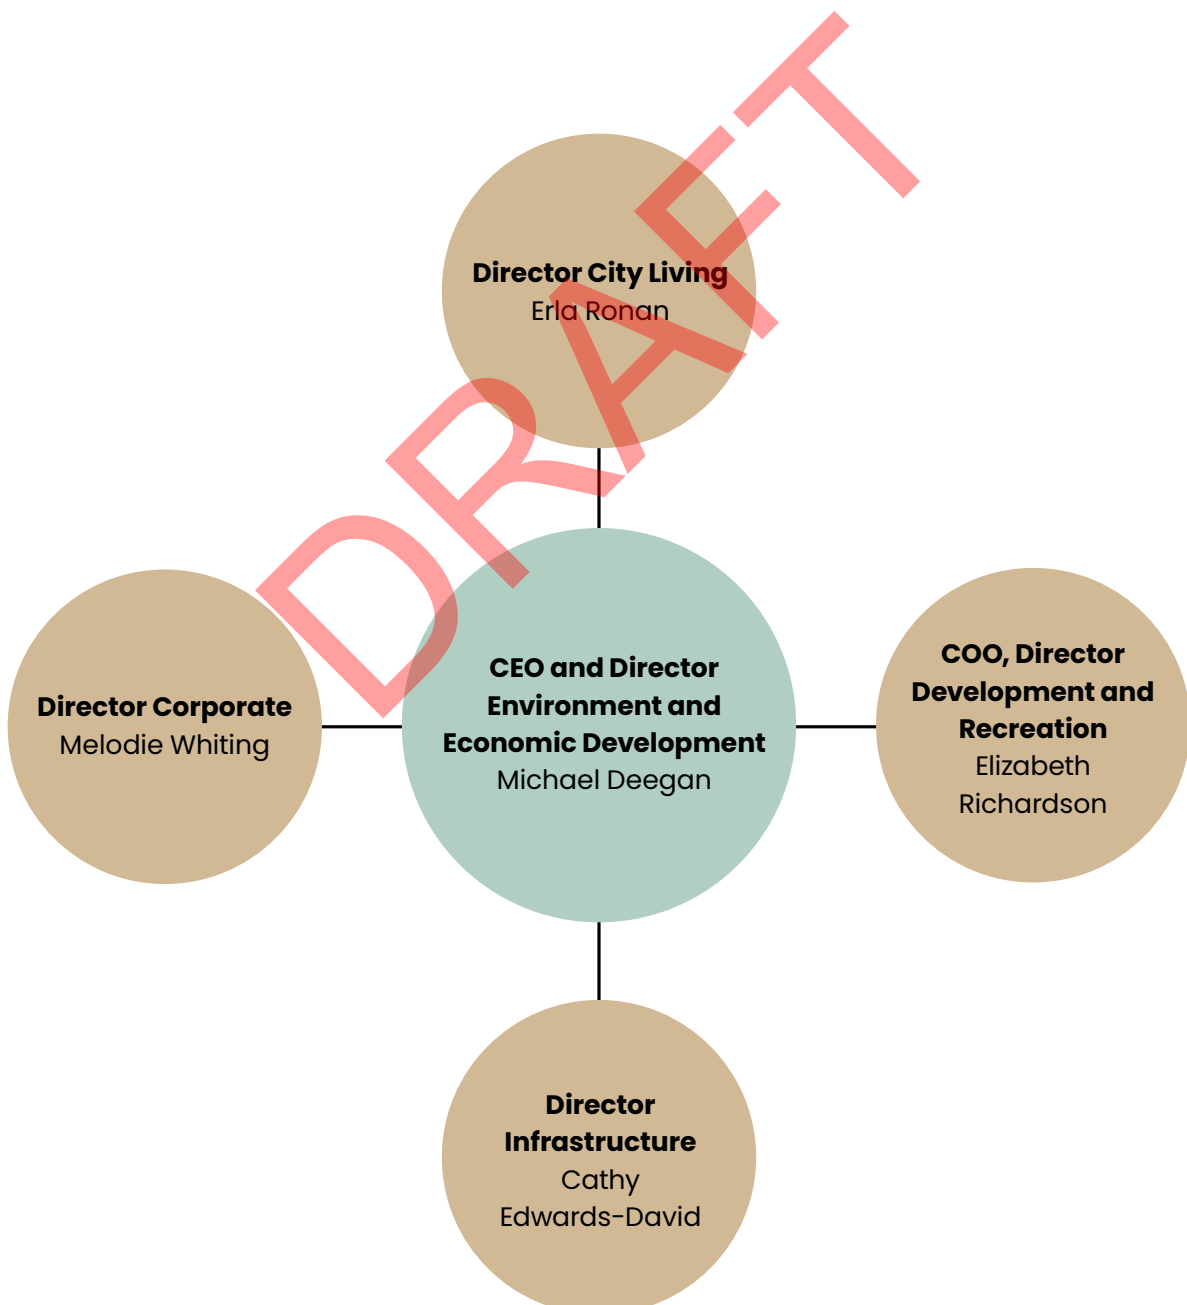 DRAFT
Director City Living
Erla Ronan
Director Corporate
Melodie Whiting
CEO and Director
Environment and
Economic Development
Michael Deegan
COO, Director
Development and
Recreation
Elizabeth
Richardson
Director
Infrastructure
Cathy
Edwards-David